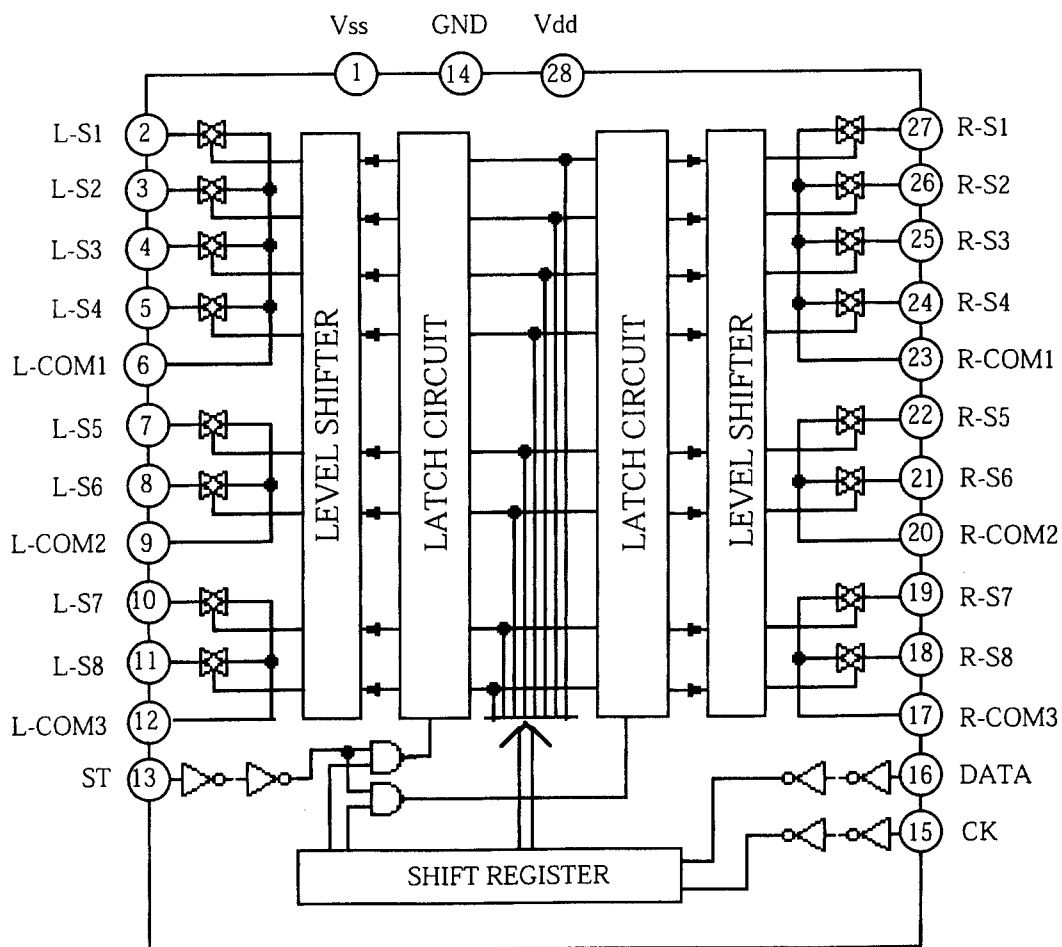 Vss GND Vdd
1 14 28
L-S1 2 27 R-S1
L-S2 3 26 R-S2
L-S3 4 25 R-S3
L-S4 5 24 R-S4
L-COM1 6 23 R-COM1
L-S5 7 22 R-S5
L-S6 8 21 R-S6
L-COM2 9 20 R-COM2
L-S7 10 19 R-S7
L-S8 11 18 R-S8
L-COM3 12 17 R-COM3
LEVEL SHIFTER
LATCH CIRCUIT
LATCH CIRCUIT
LEVEL SHIFTER
ST 13 16 DATA
15 CK
SHIFT REGISTER